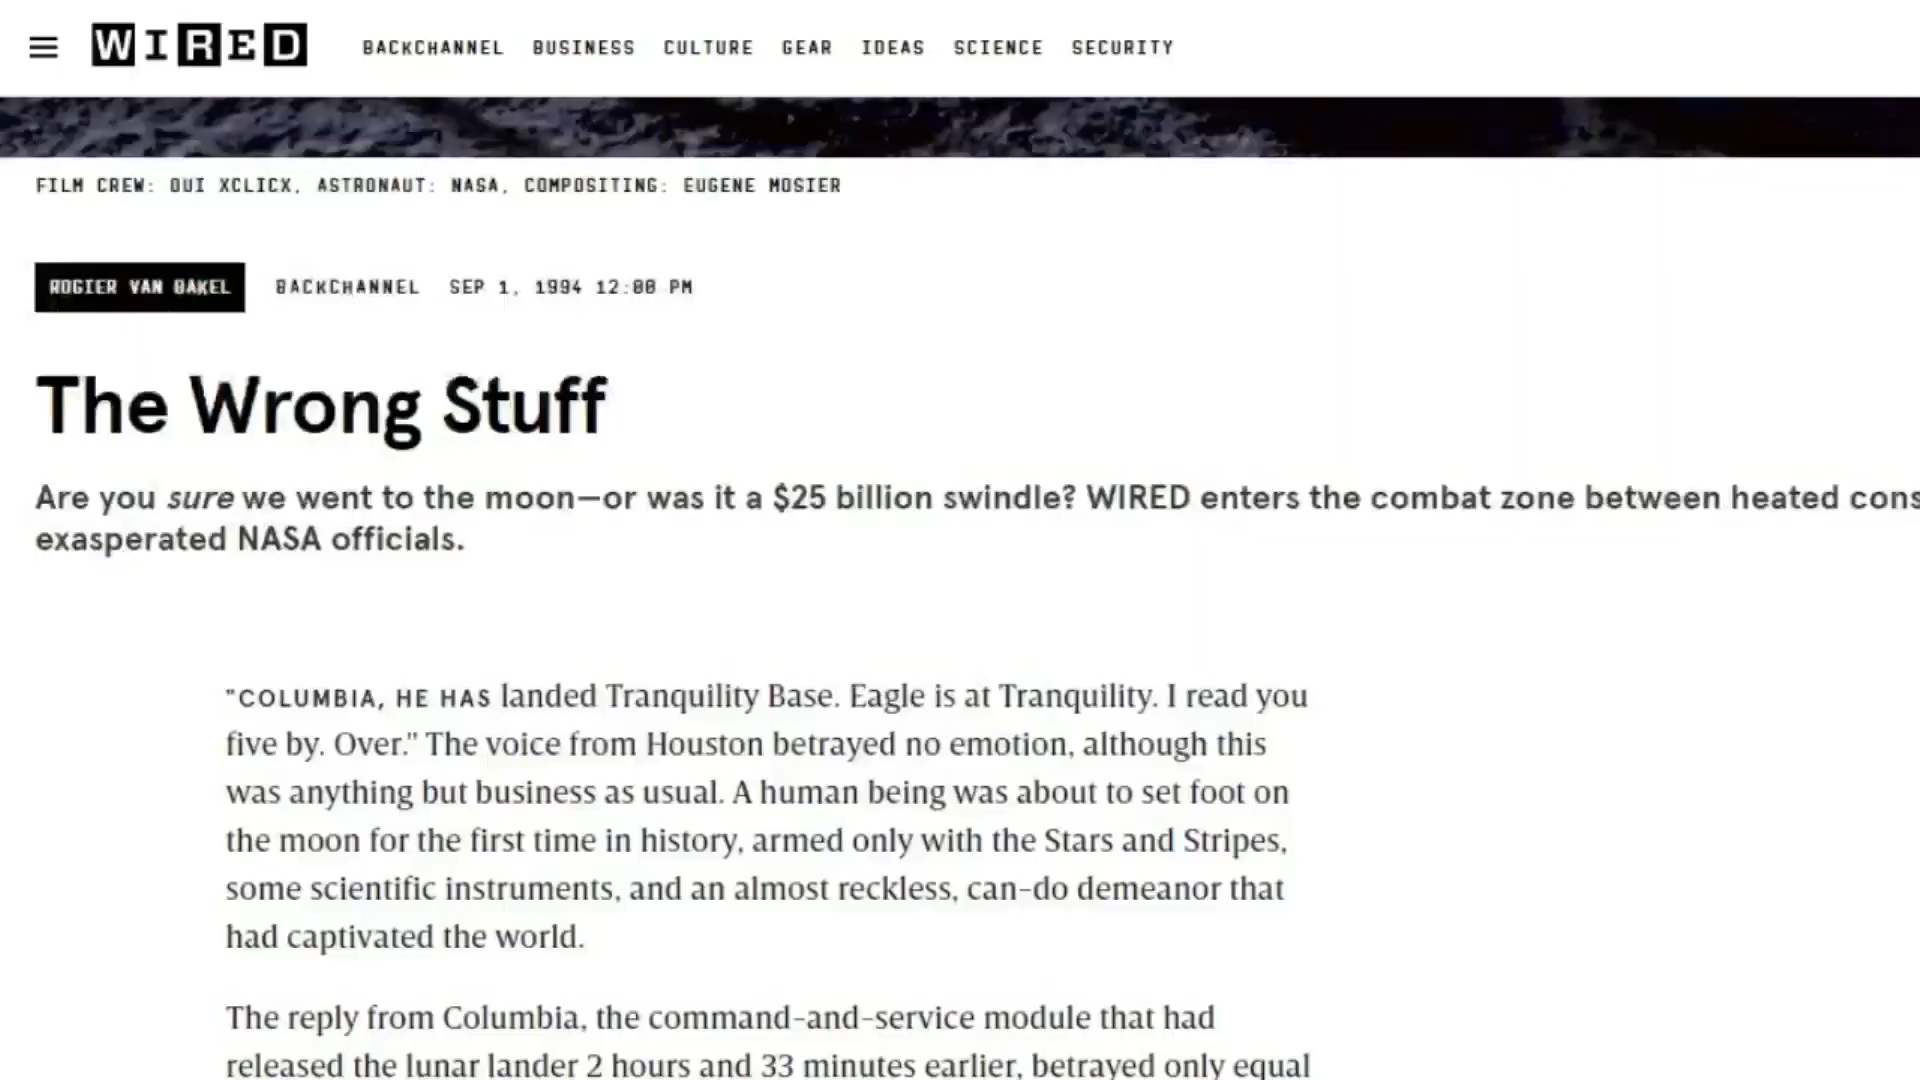 WIRED BACKCHANNEL BUSINESS CULTURE GEAR IDEAS SCIENCE SECURITY
FILM CREW: OUI XCLICX, ASTRONAUT: NASA, COMPOSITING: EUGENE MOSIER
ROGIER VAN BAKEL BACKCHANNEL SEP 1, 1994 12:00 PM
The Wrong Stuff
Are you sure we went to the moon—or was it a $25 billion swindle? WIRED enters the combat zone between heated cons
exasperated NASA officials.
"COLUMBIA, HE HAS landed Tranquility Base. Eagle is at Tranquility. I read you
five by. Over." The voice from Houston betrayed no emotion, although this
was anything but business as usual. A human being was about to set foot on
the moon for the first time in history, armed only with the Stars and Stripes,
some scientific instruments, and an almost reckless, can-do demeanor that
had captivated the world.
The reply from Columbia, the command-and-service module that had
released the lunar lander 2 hours and 33 minutes earlier, betrayed only equal